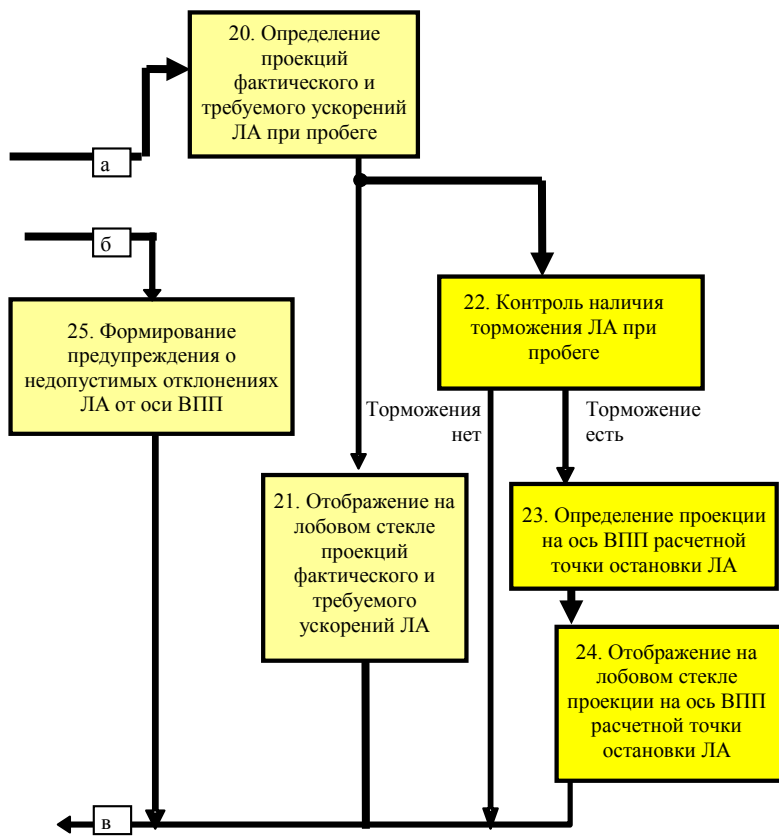 20. Определение
проекций
фактического и
требуемого ускорений
ЛА при пробеге
а
б
22. Контроль наличия
торможения ЛА при
пробеге
25. Формирование
предупреждения о
недопустимых отклонениях
ЛА от оси ВПП
Торможения
нет
Торможение
есть
21. Отображение на
лобовом стекле
проекций
фактического и
требуемого
ускорений ЛА
23. Определение проекции
на ось ВПП расчетной
точки остановки ЛА
24. Отображение на
лобовом стекле
проекции на ось ВПП
расчетной точки
остановки ЛА
в